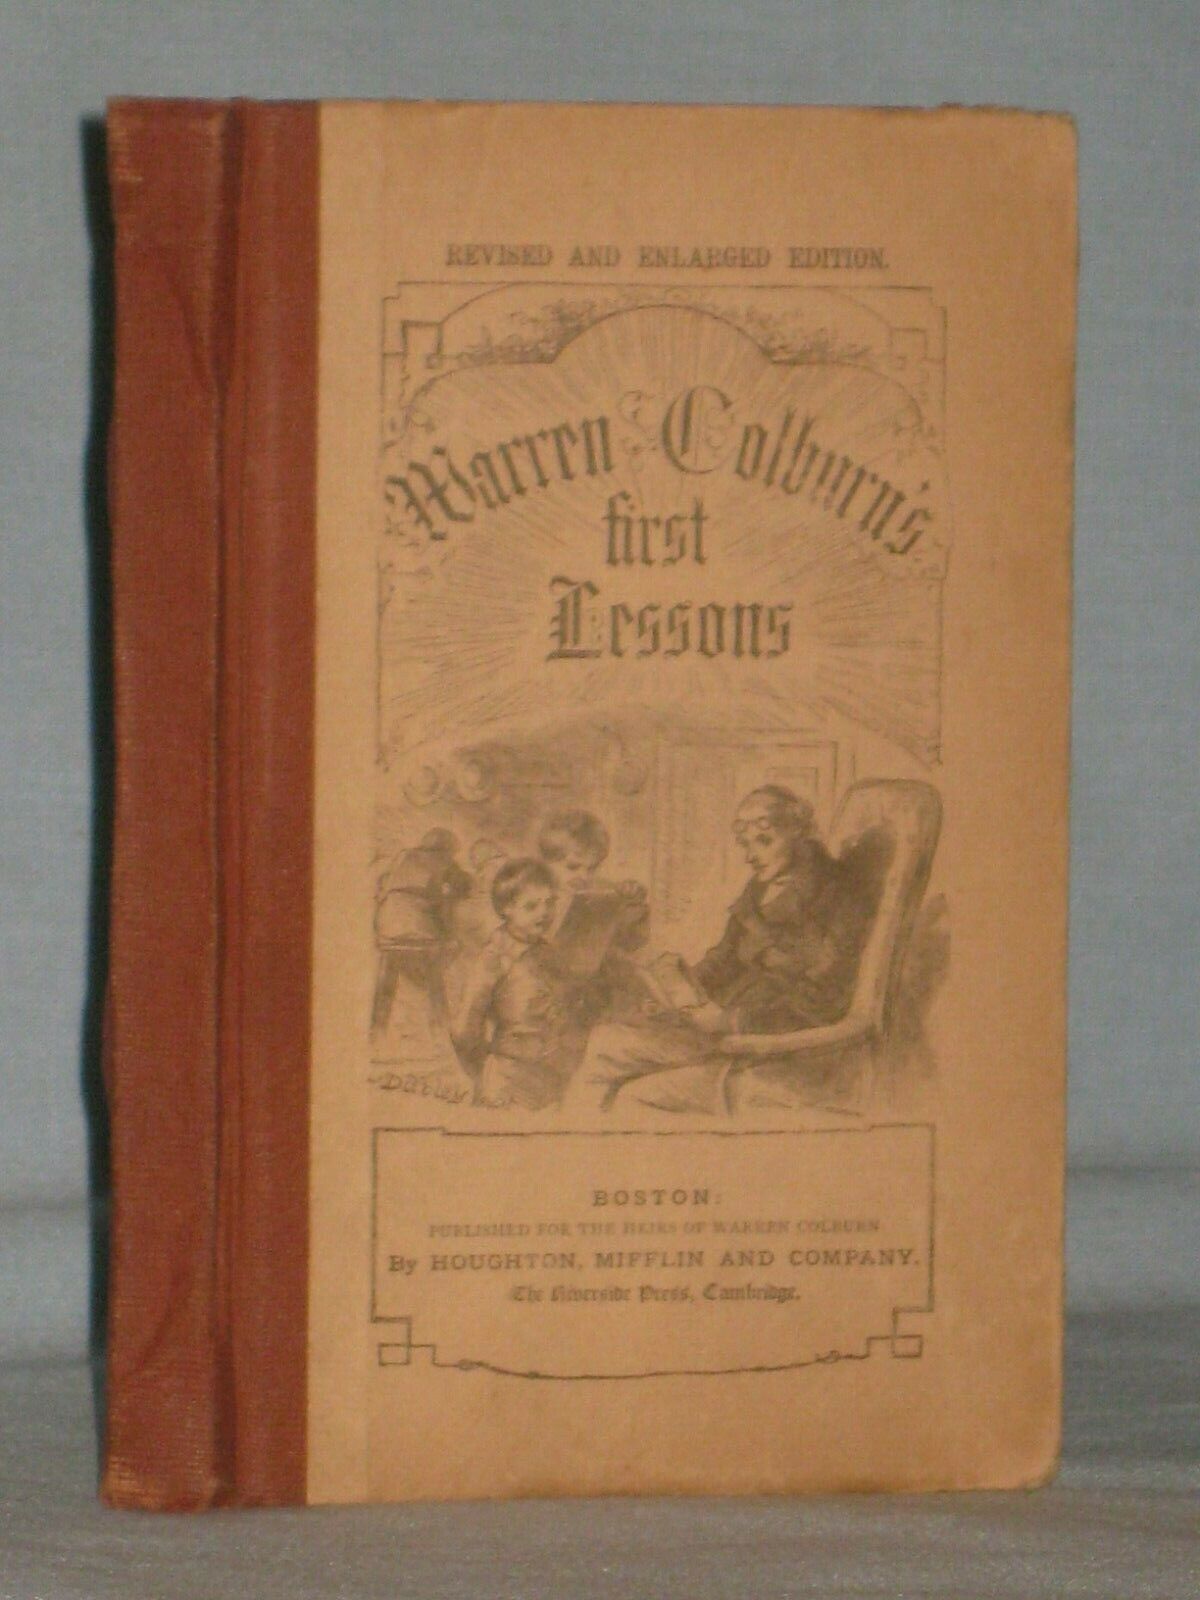 REVISED AND ENLARGED EDITION.
Warren Colburn's
first
Lessons
BOSTON:
PUBLISHED FOR THE HEIRS OF WARREN COLBURN
By HOUGHTON, MIFFLIN AND COMPANY.
The Riverside Press, Cambridge.